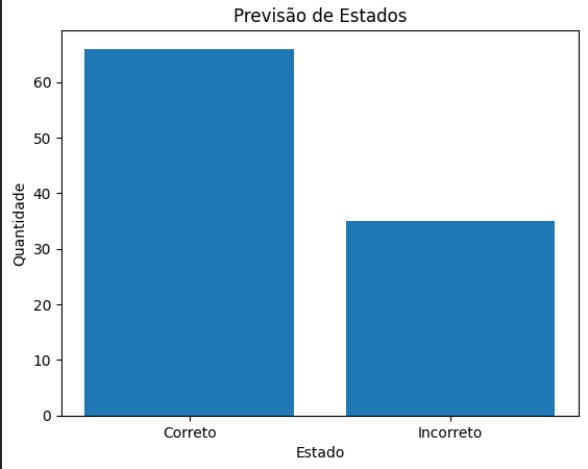 Previsão de Estados
Quantidade
60
50
40
30
20
10
0
Correto
Incorreto
Estado